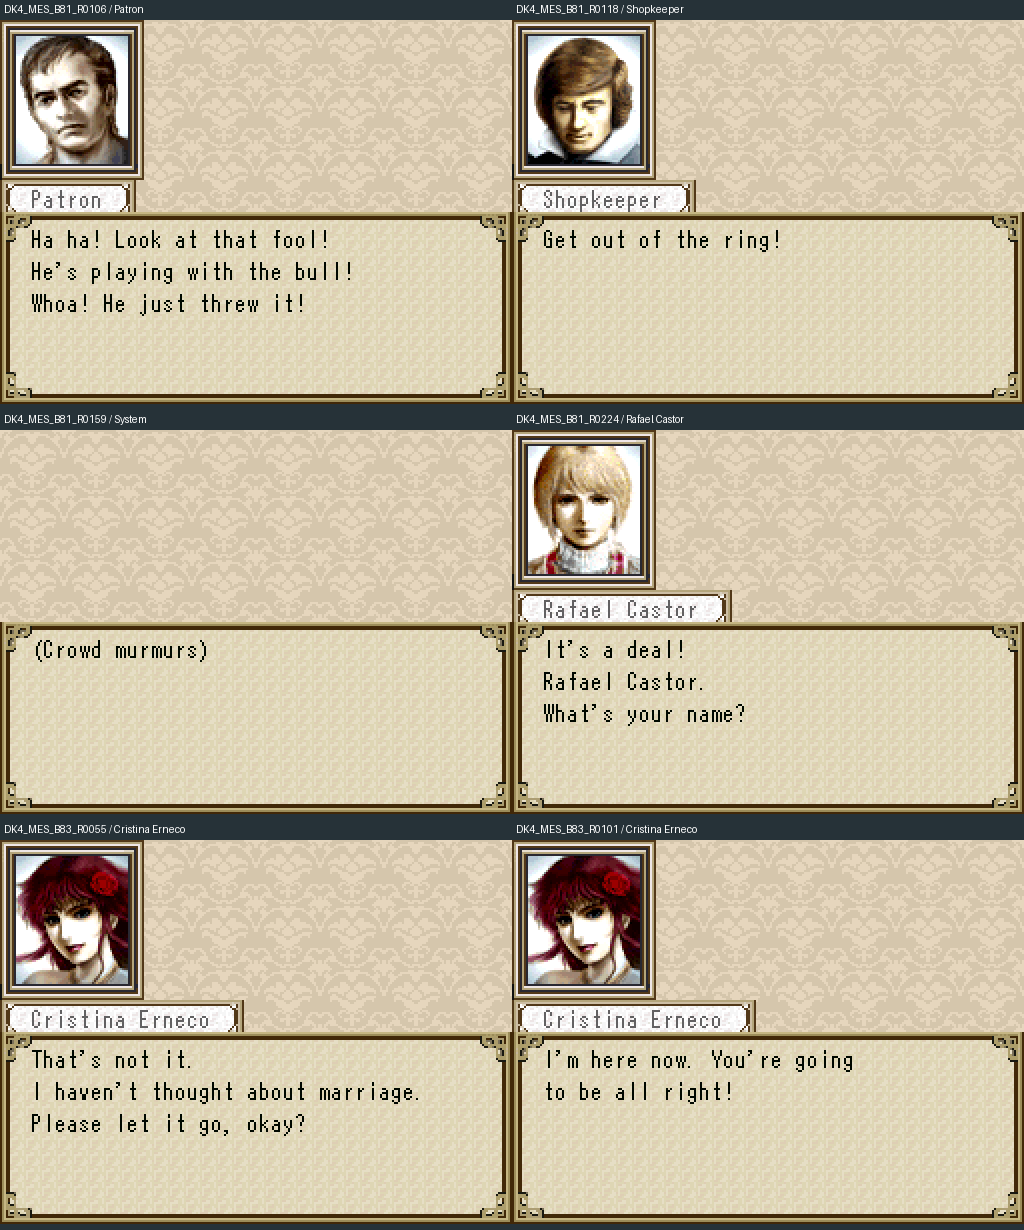 DK4_MES_B81_R0106 / Patron
Patron
Ha ha! Look at that fool!
He's playing with the bull!
Whoa! He just threw it!
DK4_MES_B81_R0118 / Shopkeeper
Shopkeeper
Get out of the ring!
DK4_MES_B81_R0159 / System
(Crowd murmurs)
DK4_MES_B81_R0224 / Rafael Castor
Rafael Castor
It's a deal!
Rafael Castor.
What's your name?
DK4_MES_B83_R0055 / Cristina Erneco
Cristina Erneco
That's not it.
I haven't thought about marriage.
Please let it go, okay?
DK4_MES_B83_R0101 / Cristina Erneco
Cristina Erneco
I'm here now. You're going
to be all right!